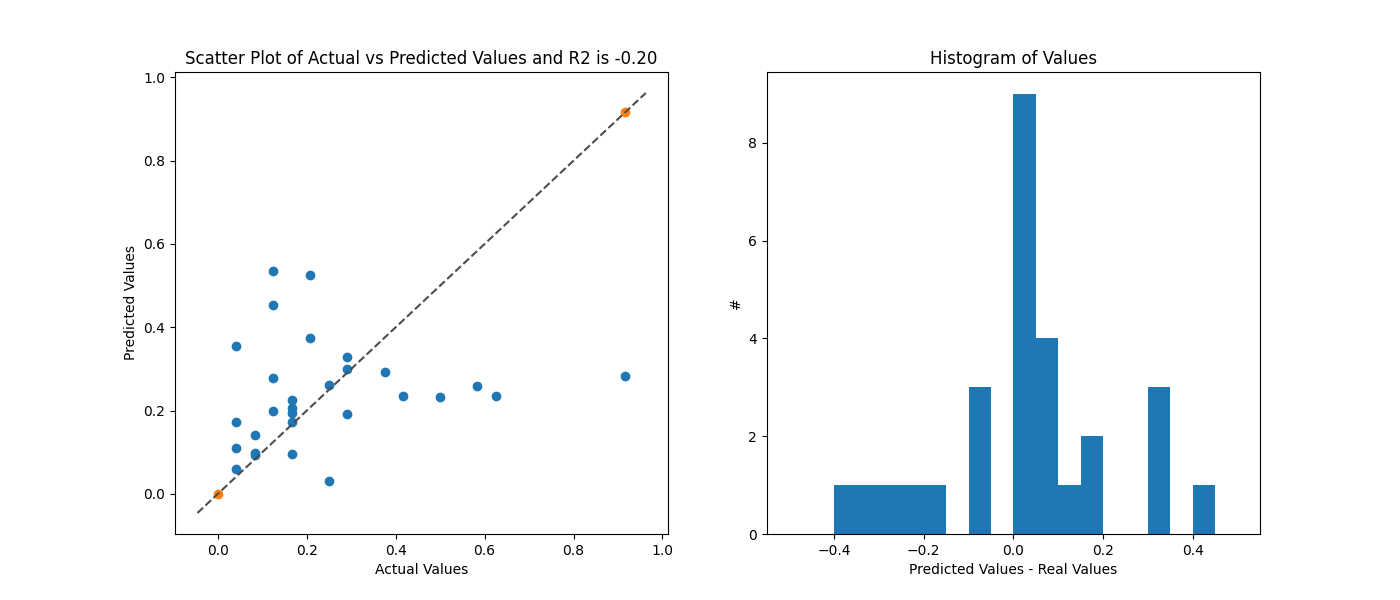 Scatter Plot of Actual vs Predicted Values and R2 is -0.20
1.0
0.8
0.6
0.4
0.2
0.0
Predicted Values
0.0 0.2 0.4 0.6 0.8 1.0
Actual Values
Histogram of Values
8
6
4
2
0
#
−0.4 −0.2 0.0 0.2 0.4
Predicted Values - Real Values